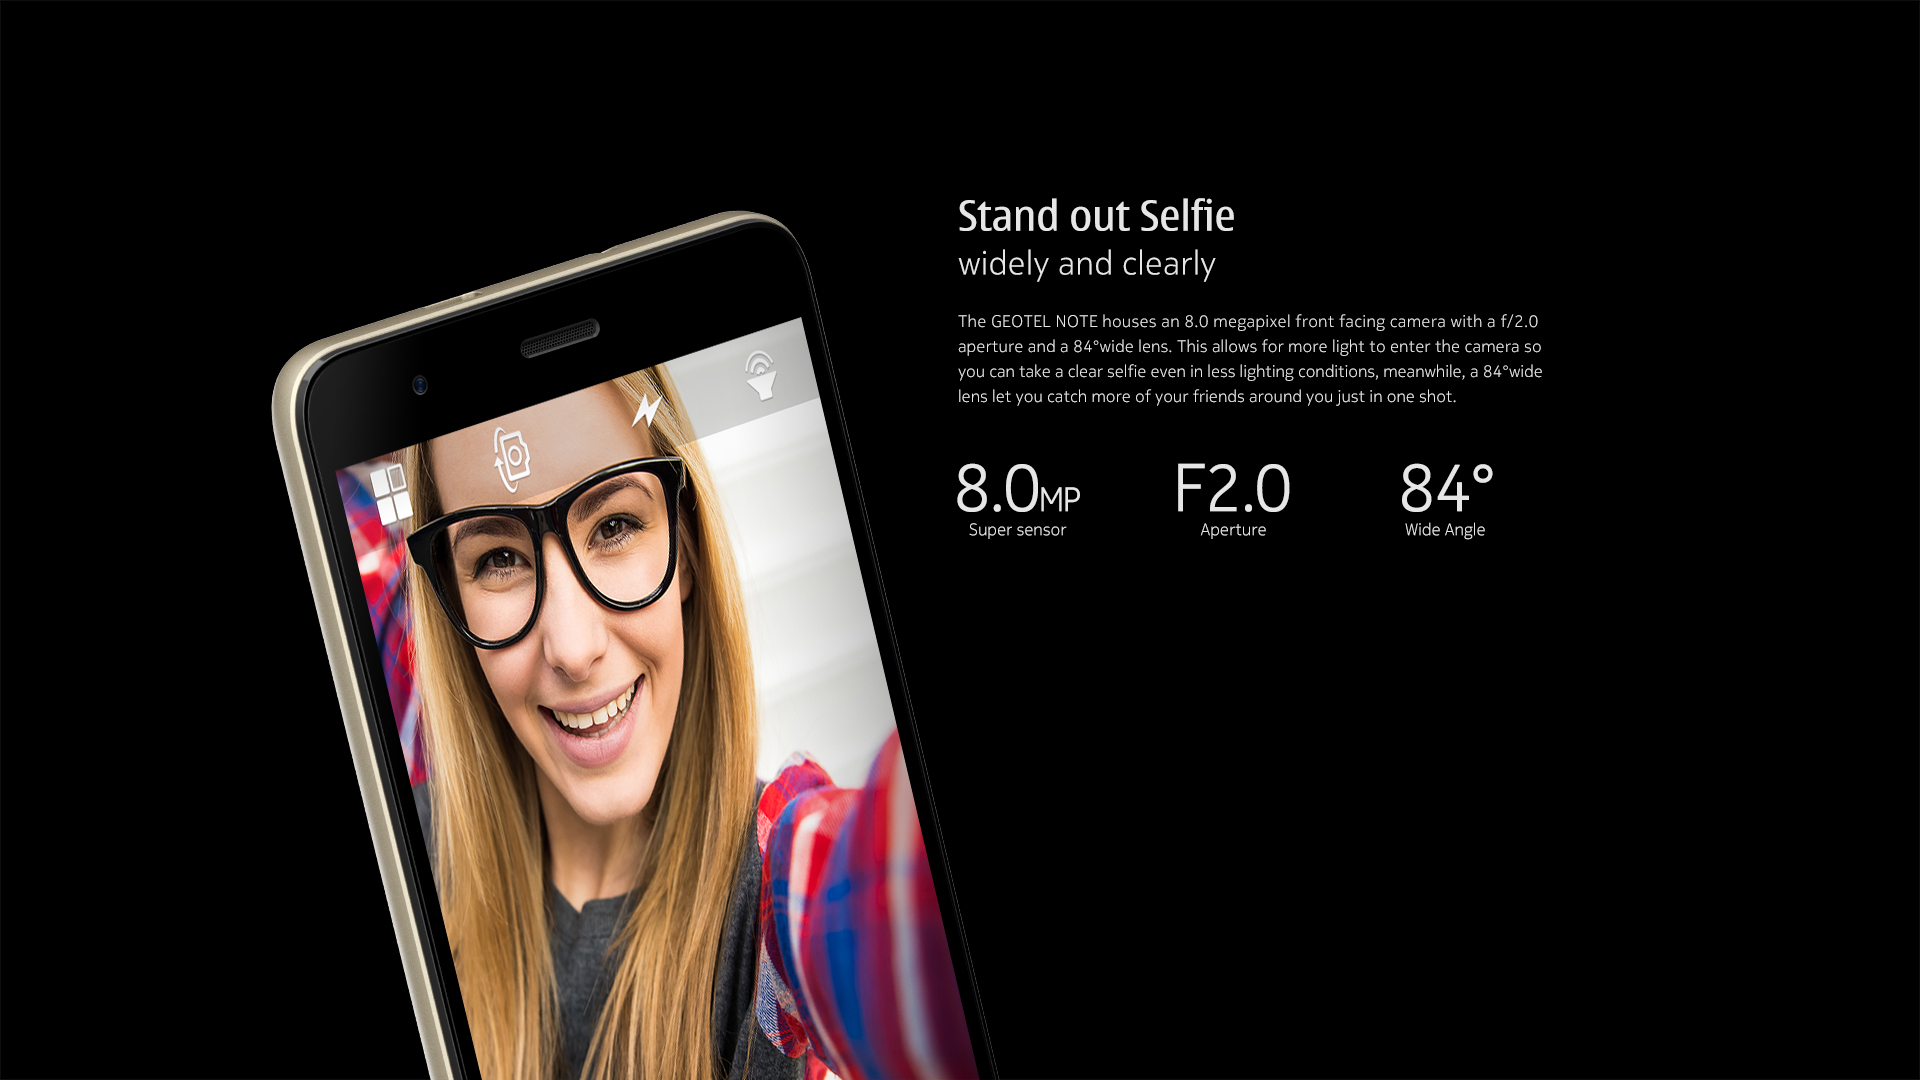 Stand out Selfie
widely and clearly
The GEOTEL NOTE houses an 8.0 megapixel front facing camera with a f/2.0
aperture and a 84°wide lens. This allows for more light to enter the camera so
you can take a clear selfie even in less lighting conditions, meanwhile, a 84°wide
lens let you catch more of your friends around you just in one shot.
8.0MP F2.0 84°
Super sensor Aperture Wide Angle